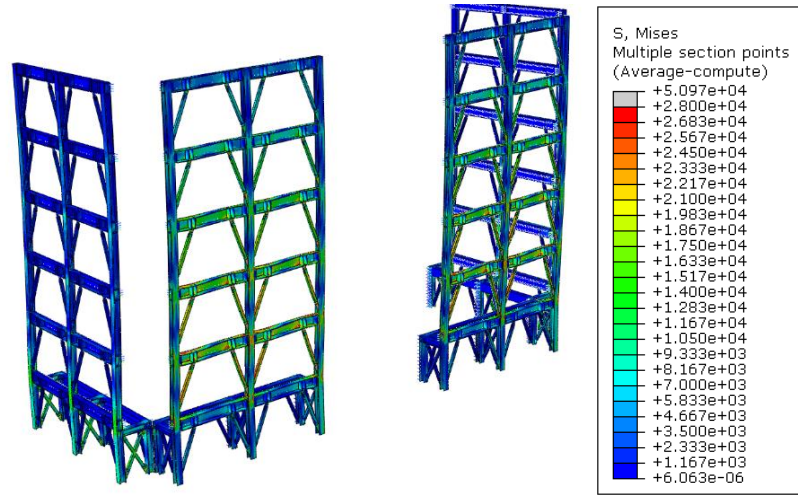 S, Mises
Multiple section points
(Average-compute)
+5.097e+04
+2.800e+04
+2.683e+04
+2.567e+04
+2.450e+04
+2.333e+04
+2.217e+04
+2.100e+04
+1.983e+04
+1.867e+04
+1.750e+04
+1.633e+04
+1.517e+04
+1.400e+04
+1.283e+04
+1.167e+04
+1.050e+04
+9.333e+03
+8.167e+03
+7.000e+03
+5.833e+03
+4.667e+03
+3.500e+03
+2.333e+03
+1.167e+03
+6.063e-06